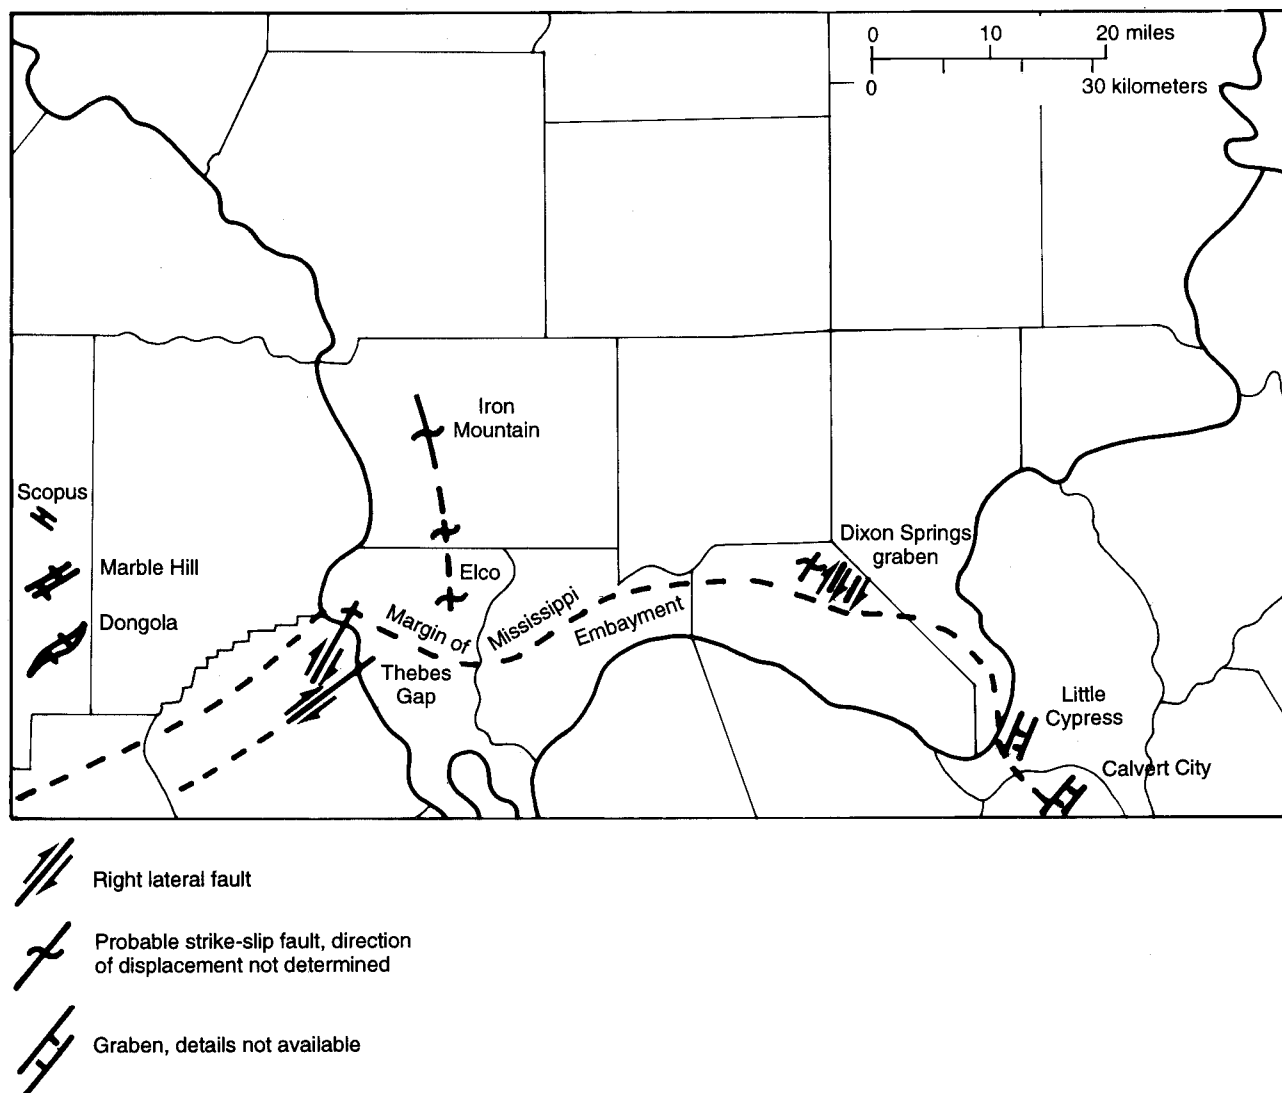 0 10 20 miles
0 30 kilometers
Iron
Mountain
Scopus
Dixon Springs
graben
Marble Hill
Elco
Dongola
Margin of Mississippi Embayment
Thebes
Gap
Little
Cypress
Calvert City
Right lateral fault
Probable strike-slip fault, direction
of displacement not determined
Graben, details not available